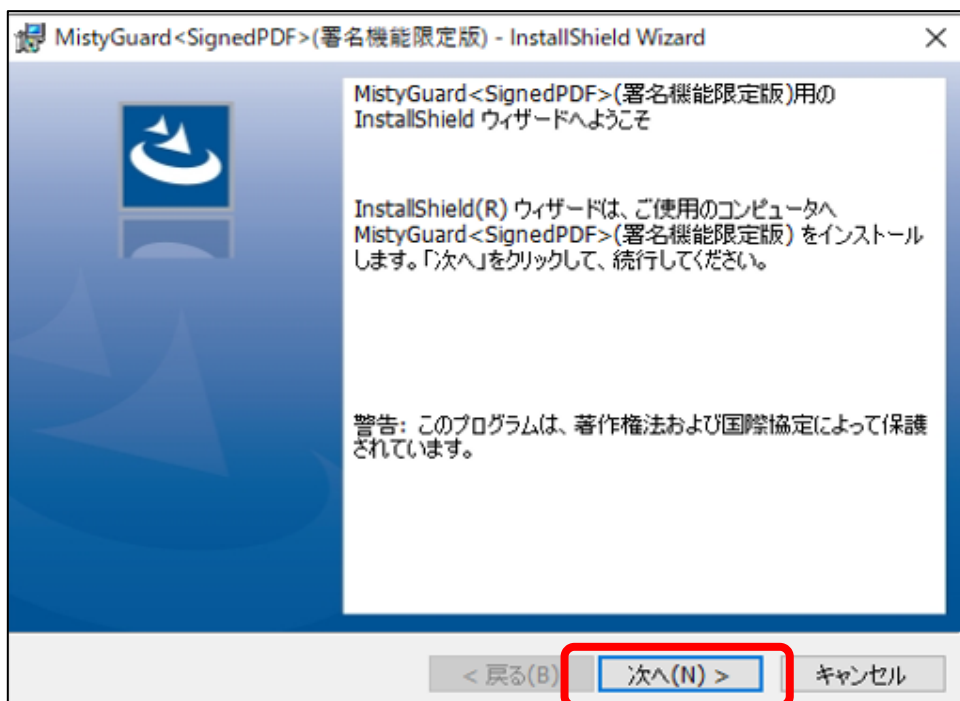 MistyGuard<SignedPDF>(署名機能限定版) - InstallShield Wizard
MistyGuard<SignedPDF>(署名機能限定版)用の
InstallShield ウィザードへようこそ
InstallShield(R) ウィザードは、ご使用のコンピュータへ
MistyGuard<SignedPDF>(署名機能限定版) をインストール
します。「次へ」をクリックして、続行してください。
警告: このプログラムは、著作権法および国際協定によって保護
されています。
< 戻る(B)
次へ(N) >
キャンセル